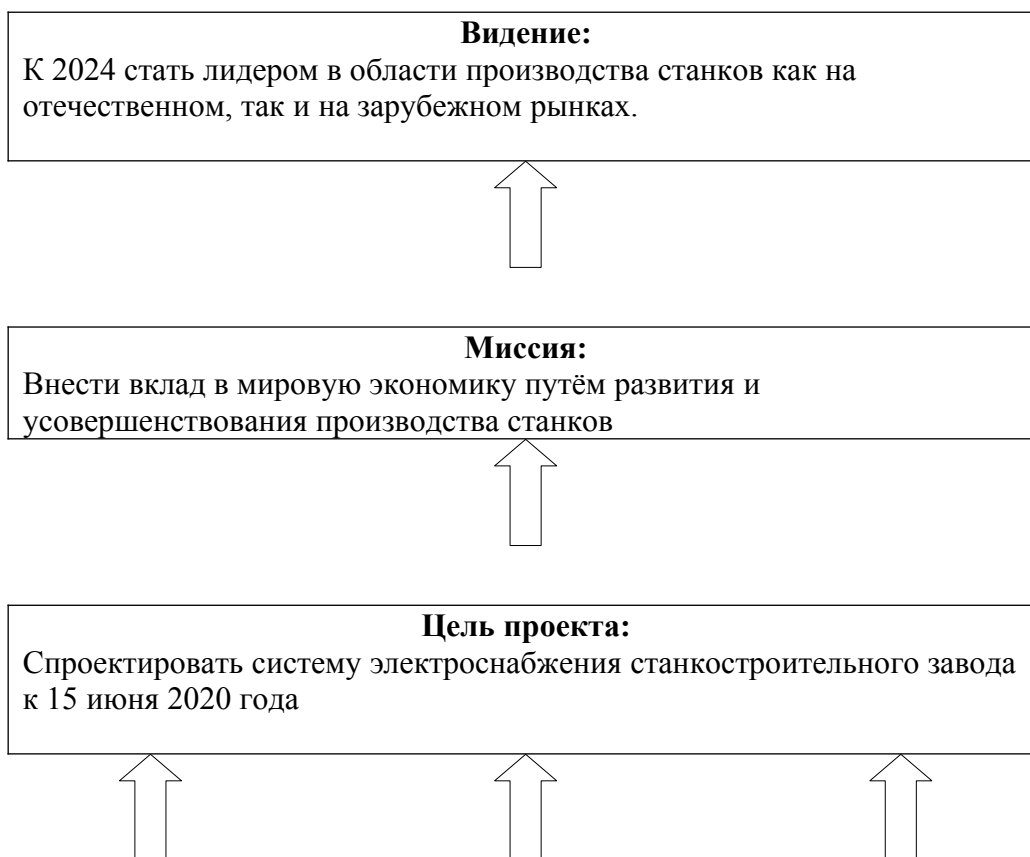 Видение:
К 2024 стать лидером в области производства станков как на
отечественном, так и на зарубежном рынках.
Миссия:
Внести вклад в мировую экономику путём развития и
усовершенствования производства станков
Цель проекта:
Спроектировать систему электроснабжения станкостроительного завода
к 15 июня 2020 года